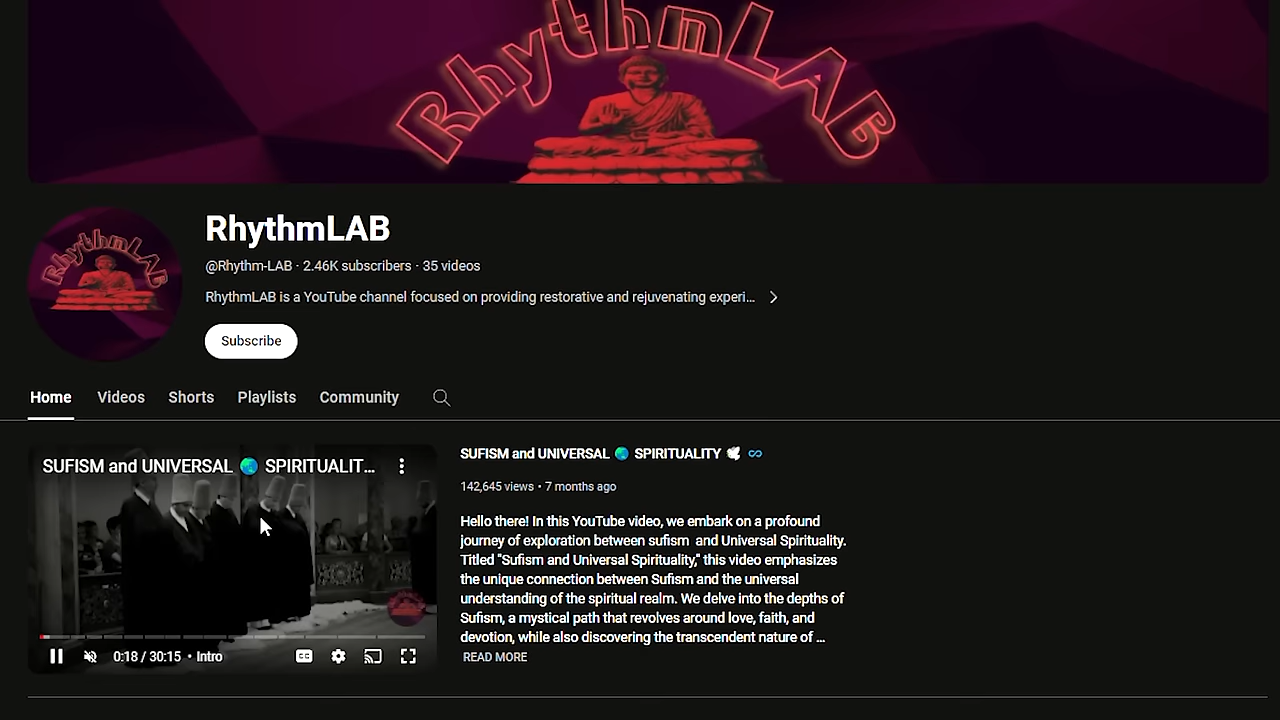 RhythmLAB
RhythmLAB
RhythmLAB
@Rhythm-LAB · 2.46K subscribers · 35 videos
RhythmLAB is a YouTube channel focused on providing restorative and rejuvenating experi...
Subscribe
Home Videos Shorts Playlists Community
SUFISM and UNIVERSAL 🌏 SPIRITUALIT...
0:18 / 30:15 • Intro
CC
SUFISM and UNIVERSAL 🌏 SPIRITUALITY 🕊 ∞
142,645 views • 7 months ago
Hello there! In this YouTube video, we embark on a profound
journey of exploration between sufism and Universal Spirituality.
Titled "Sufism and Universal Spirituality," this video emphasizes
the unique connection between Sufism and the universal
understanding of the spiritual realm. We delve into the depths of
Sufism, a mystical path that revolves around love, faith, and
devotion, while also discovering the transcendent nature of ...
READ MORE